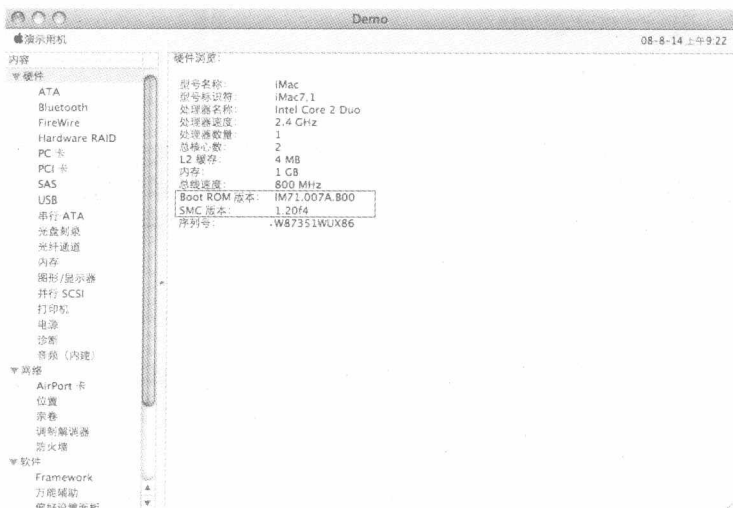 Demo
演示用机
08-8-14 上午9:22
内容
硬件
ATA
Bluetooth
FireWire
Hardware RAID
PC 卡
PCI 卡
SAS
USB
串行 ATA
光盘刻录
光纤通道
内存
图形/显示器
并行 SCSI
打印机
电源
诊断
音频（内建）
网络
AirPort 卡
位置
宗卷
调制解调器
防火墙
软件
Framework
万能辅助
偏好设置面板
硬件浏览：
型号名称： iMac
型号标识符： iMac7,1
处理器名称： Intel Core 2 Duo
处理器速度： 2.4 GHz
处理器数量： 1
总核心数： 2
L2 缓存： 4 MB
内存： 1 GB
总线速度： 800 MHz
Boot ROM 版本： IM71.007A.B00
SMC 版本： 1.20f4
序列号： W87351WUX86